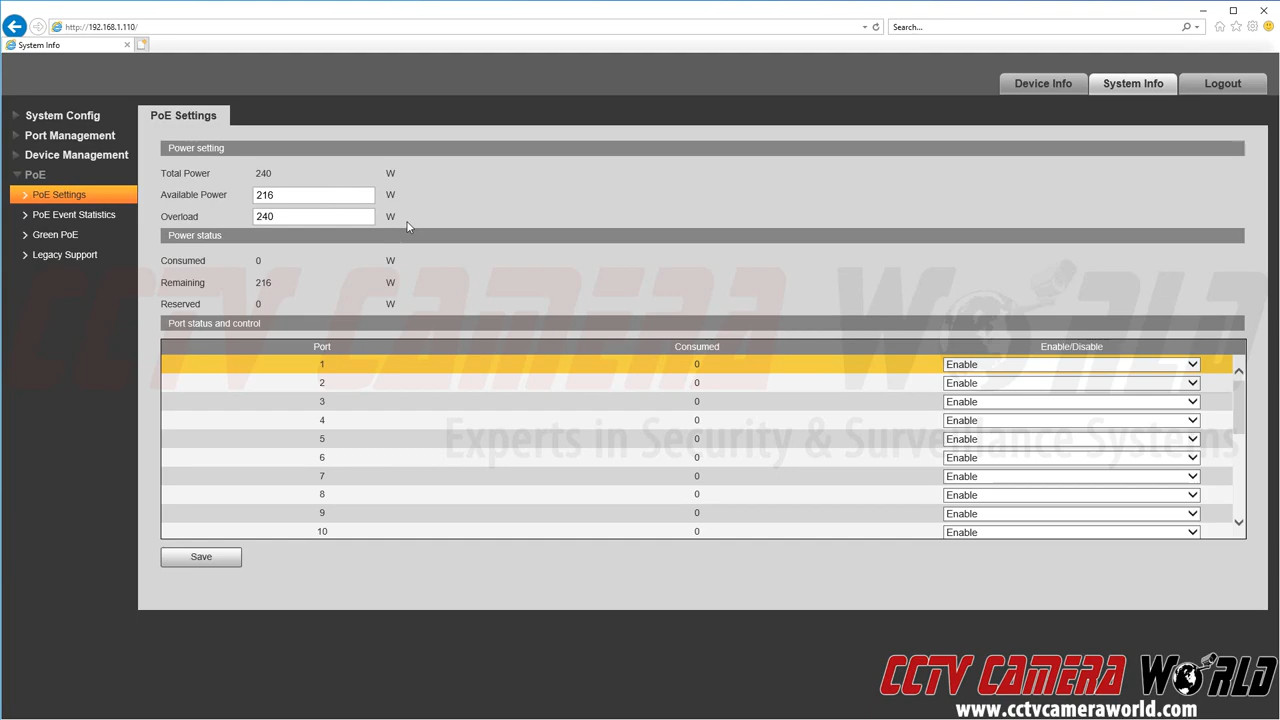 http://192.168.1.110/
Search...
System Info
Device Info
System Info
Logout
System Config
Port Management
Device Management
PoE
PoE Settings
PoE Event Statistics
Green PoE
Legacy Support
PoE Settings
Power setting
Total Power 240 W
Available Power 216 W
Overload 240 W
Power status
Consumed 0 W
Remaining 216 W
Reserved 0 W
Port status and control
Port Consumed Enable/Disable
1 0 Enable
2 0 Enable
3 0 Enable
4 0 Enable
5 0 Enable
6 0 Enable
7 0 Enable
8 0 Enable
9 0 Enable
10 0 Enable
Save
CCTV CAMERA WORLD
Experts in Security & Surveillance Systems
CCTV CAMERA WORLD
www.cctvcameraworld.com